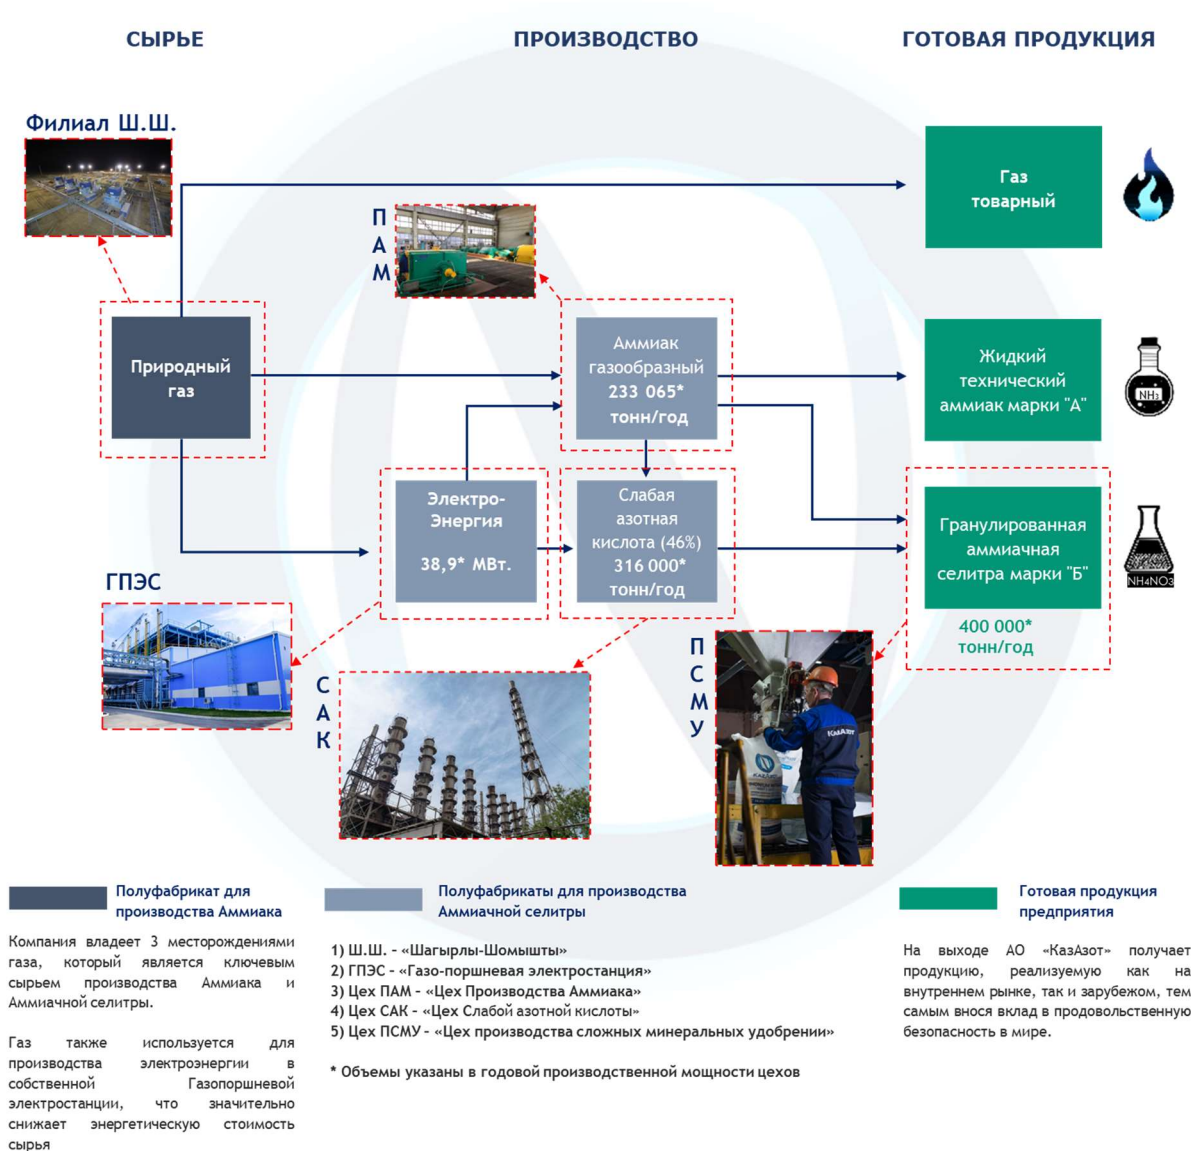 СЫРЬЕ
ПРОИЗВОДСТВО
ГОТОВАЯ ПРОДУКЦИЯ
Филиал Ш.Ш.
Газ
товарный
ПАМ
Природный
газ
Аммиак
газообразный
233 065*
тонн/год
Жидкий
технический
аммиак марки "А"
NH₃
Электро-
Энергия
38,9* МВт.
Слабая
азотная
кислота (46%)
316 000*
тонн/год
Гранулированная
аммиачная
селитра марки "Б"
NH4NO3
400 000*
тонн/год
ГПЭС
САК
ПСМУ
КАЗАЗОТ
KAZAZOT
Полуфабрикат для
производства Аммиака
Компания владеет 3 месторождениями
газа, который является ключевым
сырьем производства Аммиака и
Аммиачной селитры.
Газ также используется для
производства электроэнергии в
собственной Газопоршневой
электростанции, что значительно
снижает энергетическую стоимость
сырья
Полуфабрикаты для производства
Аммиачной селитры
1) Ш.Ш. – «Шагырлы-Шомышты»
2) ГПЭС – «Газо-поршневая электростанция»
3) Цех ПАМ – «Цех Производства Аммиака»
4) Цех САК – «Цех Слабой азотной кислоты»
5) Цех ПСМУ – «Цех производства сложных минеральных удобрении»
* Объемы указаны в годовой производственной мощности цехов
Готовая продукция
предприятия
На выходе АО «КазАзот» получает
продукцию, реализуемую как на
внутреннем рынке, так и зарубежом, тем
самым внося вклад в продовольственную
безопасность в мире.